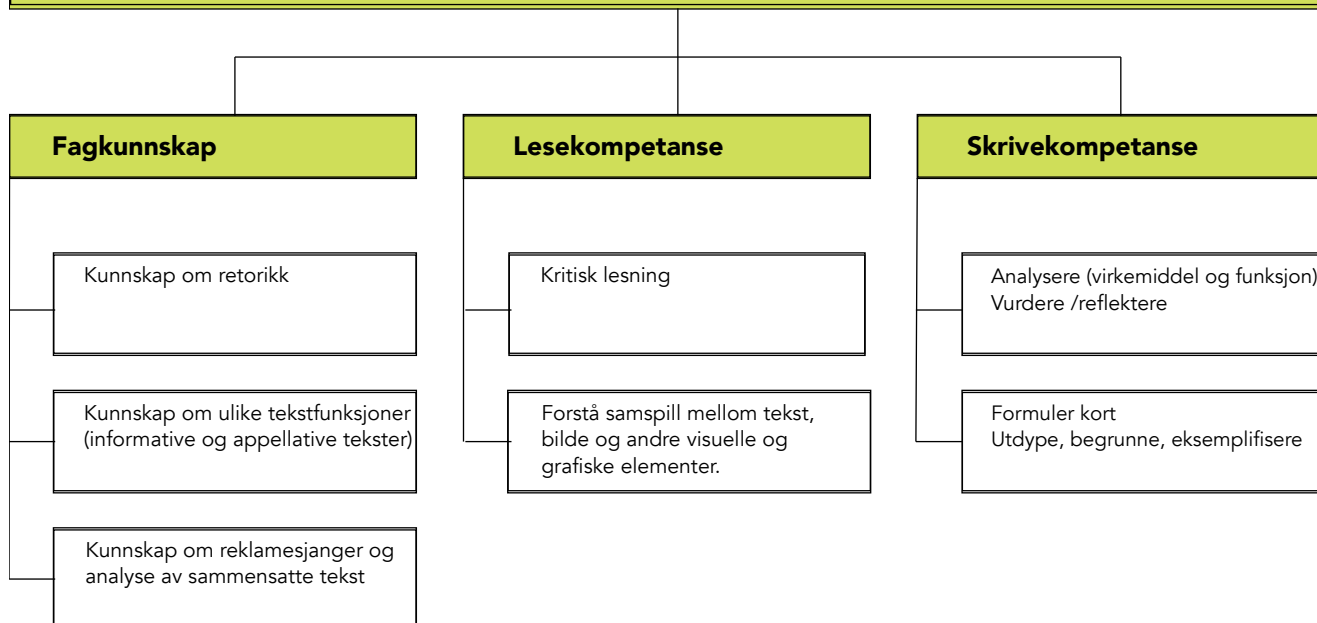 Fagkunnskap
Kunnskap om retorikk
Kunnskap om ulike tekstfunksjoner
(informative og appellative tekster)
Kunnskap om reklamesjanger og
analyse av sammensatte tekst
Lesekompetanse
Kritisk lesning
Forstå samspill mellom tekst,
bilde og andre visuelle og
grafiske elementer.
Skrivekompetanse
Analysere (virkemiddel og funksjon)
Vurdere /reflektere
Formuler kort
Utdype, begrunne, eksemplifisere